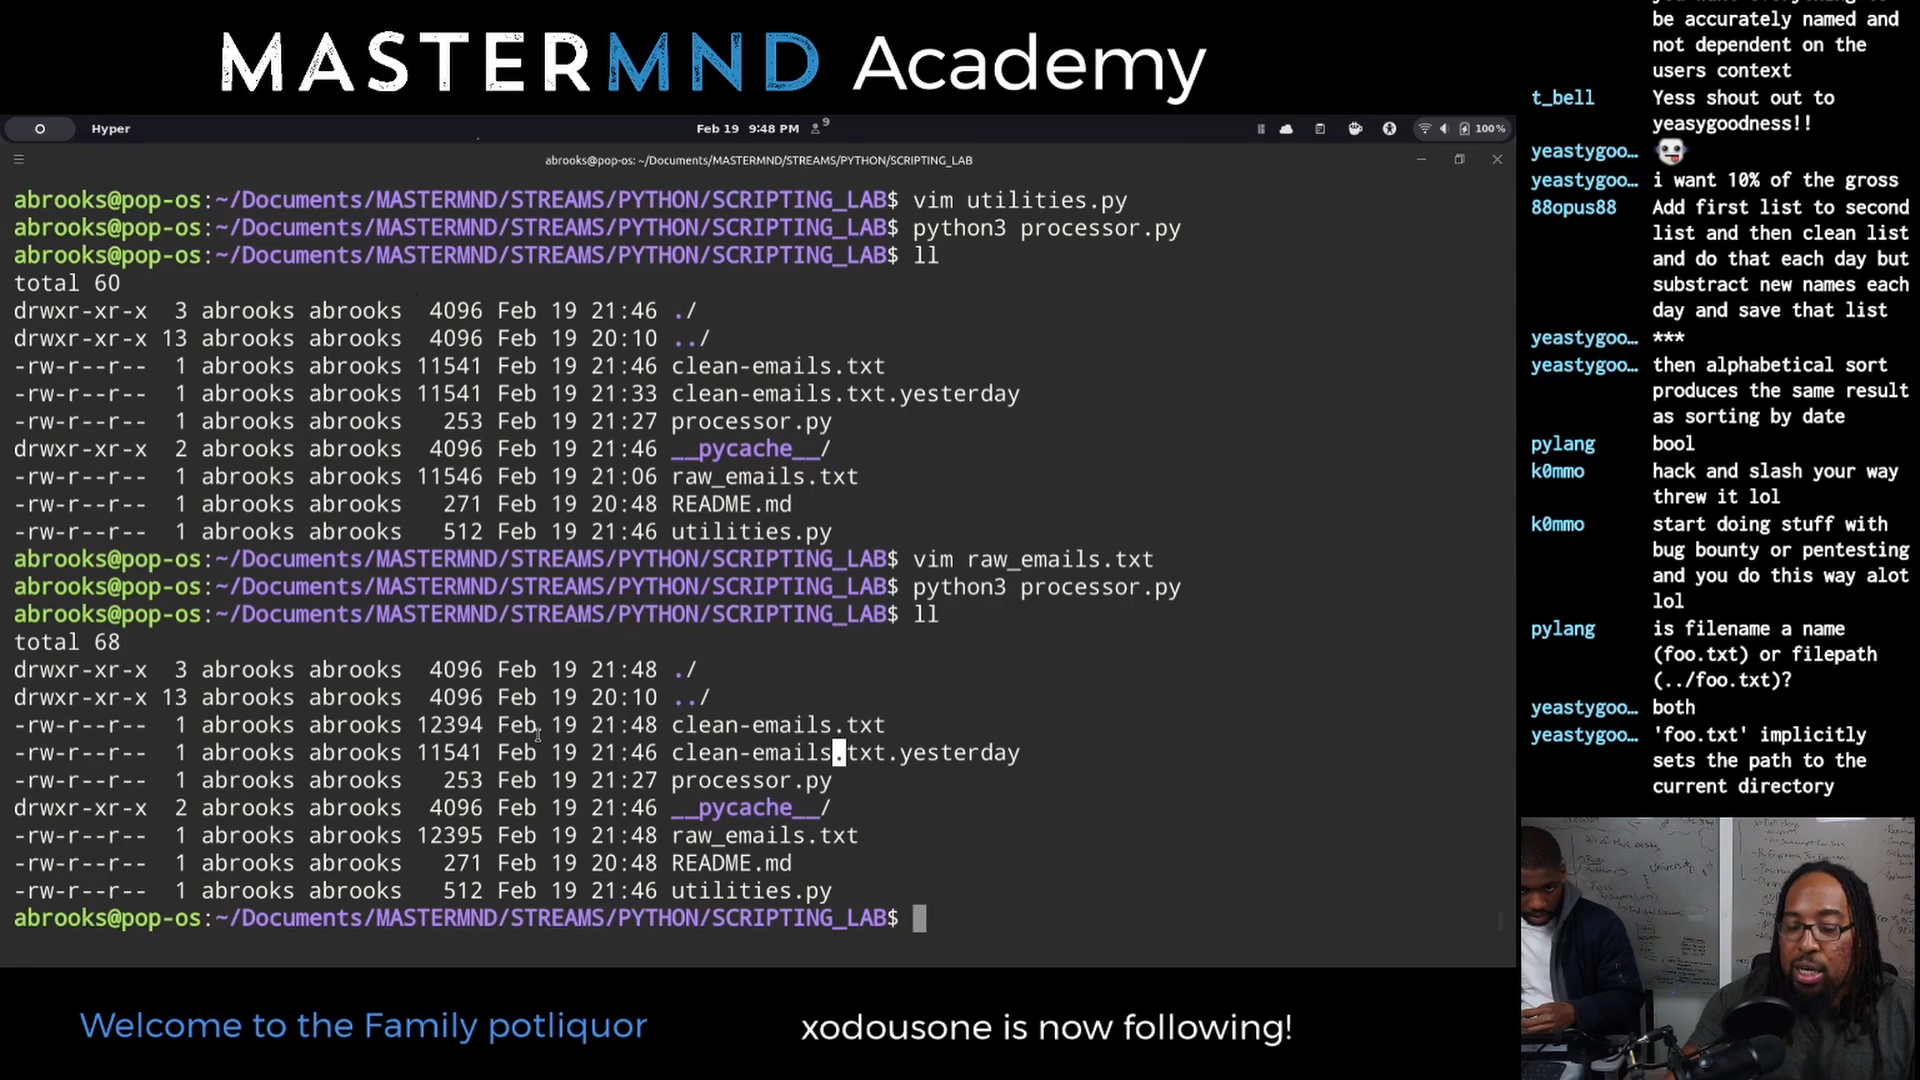 MASTERMND Academy
Hyper
Feb 19 9:48 PM
9
100%
abrooks@pop-os: ~/Documents/MASTERMND/STREAMS/PYTHON/SCRIPTING_LAB
abrooks@pop-os:~/Documents/MASTERMND/STREAMS/PYTHON/SCRIPTING_LAB$ vim utilities.py
abrooks@pop-os:~/Documents/MASTERMND/STREAMS/PYTHON/SCRIPTING_LAB$ python3 processor.py
abrooks@pop-os:~/Documents/MASTERMND/STREAMS/PYTHON/SCRIPTING_LAB$ ll
total 60
drwxr-xr-x 3 abrooks abrooks 4096 Feb 19 21:46 ./
drwxr-xr-x 13 abrooks abrooks 4096 Feb 19 20:10 ../
-rw-r--r-- 1 abrooks abrooks 11541 Feb 19 21:46 clean-emails.txt
-rw-r--r-- 1 abrooks abrooks 11541 Feb 19 21:33 clean-emails.txt.yesterday
-rw-r--r-- 1 abrooks abrooks 253 Feb 19 21:27 processor.py
drwxr-xr-x 2 abrooks abrooks 4096 Feb 19 21:46 __pycache__/
-rw-r--r-- 1 abrooks abrooks 11546 Feb 19 21:06 raw_emails.txt
-rw-r--r-- 1 abrooks abrooks 271 Feb 19 20:48 README.md
-rw-r--r-- 1 abrooks abrooks 512 Feb 19 21:46 utilities.py
abrooks@pop-os:~/Documents/MASTERMND/STREAMS/PYTHON/SCRIPTING_LAB$ vim raw_emails.txt
abrooks@pop-os:~/Documents/MASTERMND/STREAMS/PYTHON/SCRIPTING_LAB$ python3 processor.py
abrooks@pop-os:~/Documents/MASTERMND/STREAMS/PYTHON/SCRIPTING_LAB$ ll
total 68
drwxr-xr-x 3 abrooks abrooks 4096 Feb 19 21:48 ./
drwxr-xr-x 13 abrooks abrooks 4096 Feb 19 20:10 ../
-rw-r--r-- 1 abrooks abrooks 12394 Feb 19 21:48 clean-emails.txt
-rw-r--r-- 1 abrooks abrooks 11541 Feb 19 21:46 clean-emails.txt.yesterday
-rw-r--r-- 1 abrooks abrooks 253 Feb 19 21:27 processor.py
drwxr-xr-x 2 abrooks abrooks 4096 Feb 19 21:46 __pycache__/
-rw-r--r-- 1 abrooks abrooks 12395 Feb 19 21:48 raw_emails.txt
-rw-r--r-- 1 abrooks abrooks 271 Feb 19 20:48 README.md
-rw-r--r-- 1 abrooks abrooks 512 Feb 19 21:46 utilities.py
abrooks@pop-os:~/Documents/MASTERMND/STREAMS/PYTHON/SCRIPTING_LAB$
be accurately named and
not dependent on the
users context
t_bell Yess shout out to
yeasygoodness!!
yeastygoo…
yeastygoo… i want 10% of the gross
88opus88 Add first list to second
list and then clean list
and do that each day but
substract new names each
day and save that list
yeastygoo… ***
yeastygoo… then alphabetical sort
produces the same result
as sorting by date
pylang bool
k0mmo hack and slash your way
threw it lol
k0mmo start doing stuff with
bug bounty or pentesting
and you do this way alot
lol
pylang is filename a name
(foo.txt) or filepath
(../foo.txt)?
yeastygoo… both
yeastygoo… 'foo.txt' implicitly
sets the path to the
current directory
Welcome to the Family potliquor
xodousone is now following!